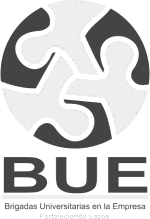 BUE
Brigadas Universitarias en la Empresa
Fortaleciendo Lazos